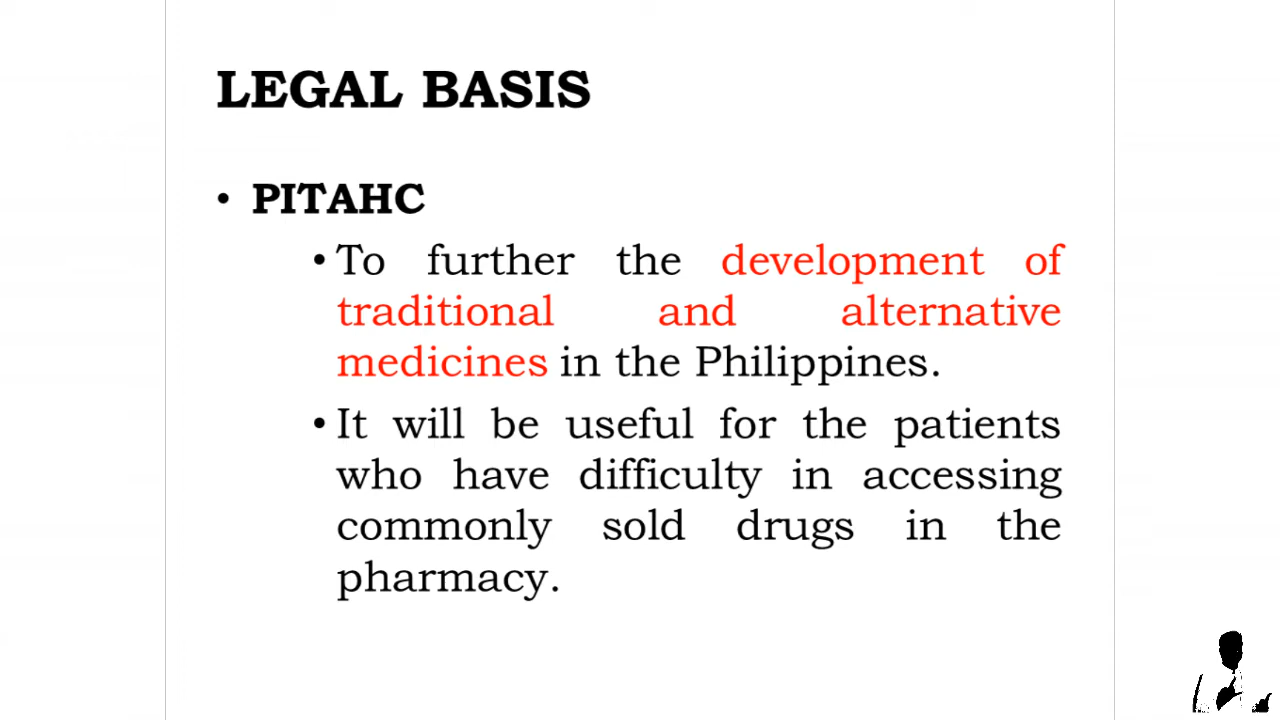 LEGAL BASIS
• PITAHC
• To further the development of
traditional and alternative
medicines in the Philippines.
• It will be useful for the patients
who have difficulty in accessing
commonly sold drugs in the
pharmacy.